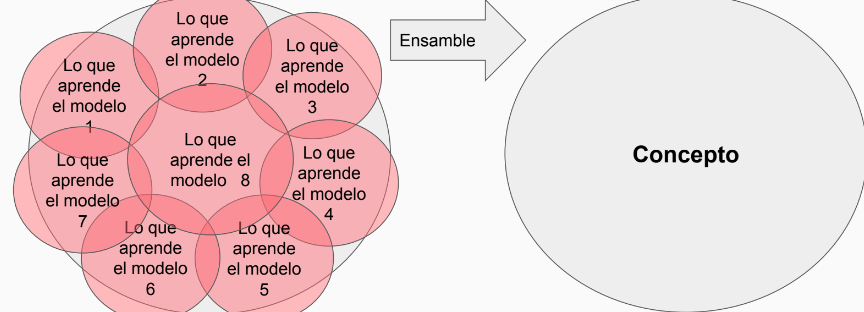 Lo que
aprende
el modelo
1
Lo que
aprende
el modelo
2
Lo que
aprende
el modelo
3
Lo que
aprende
el modelo
4
Lo que
aprende
el modelo
5
Lo que
aprende
el modelo
6
Lo que
aprende
el modelo
7
Lo que
aprende el
modelo 8
Ensamble
Concepto